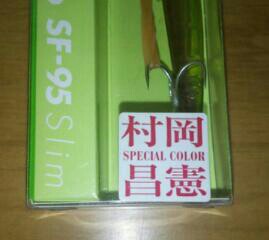 SF-95 Slim
村岡
SPECIAL COLOR
昌憲